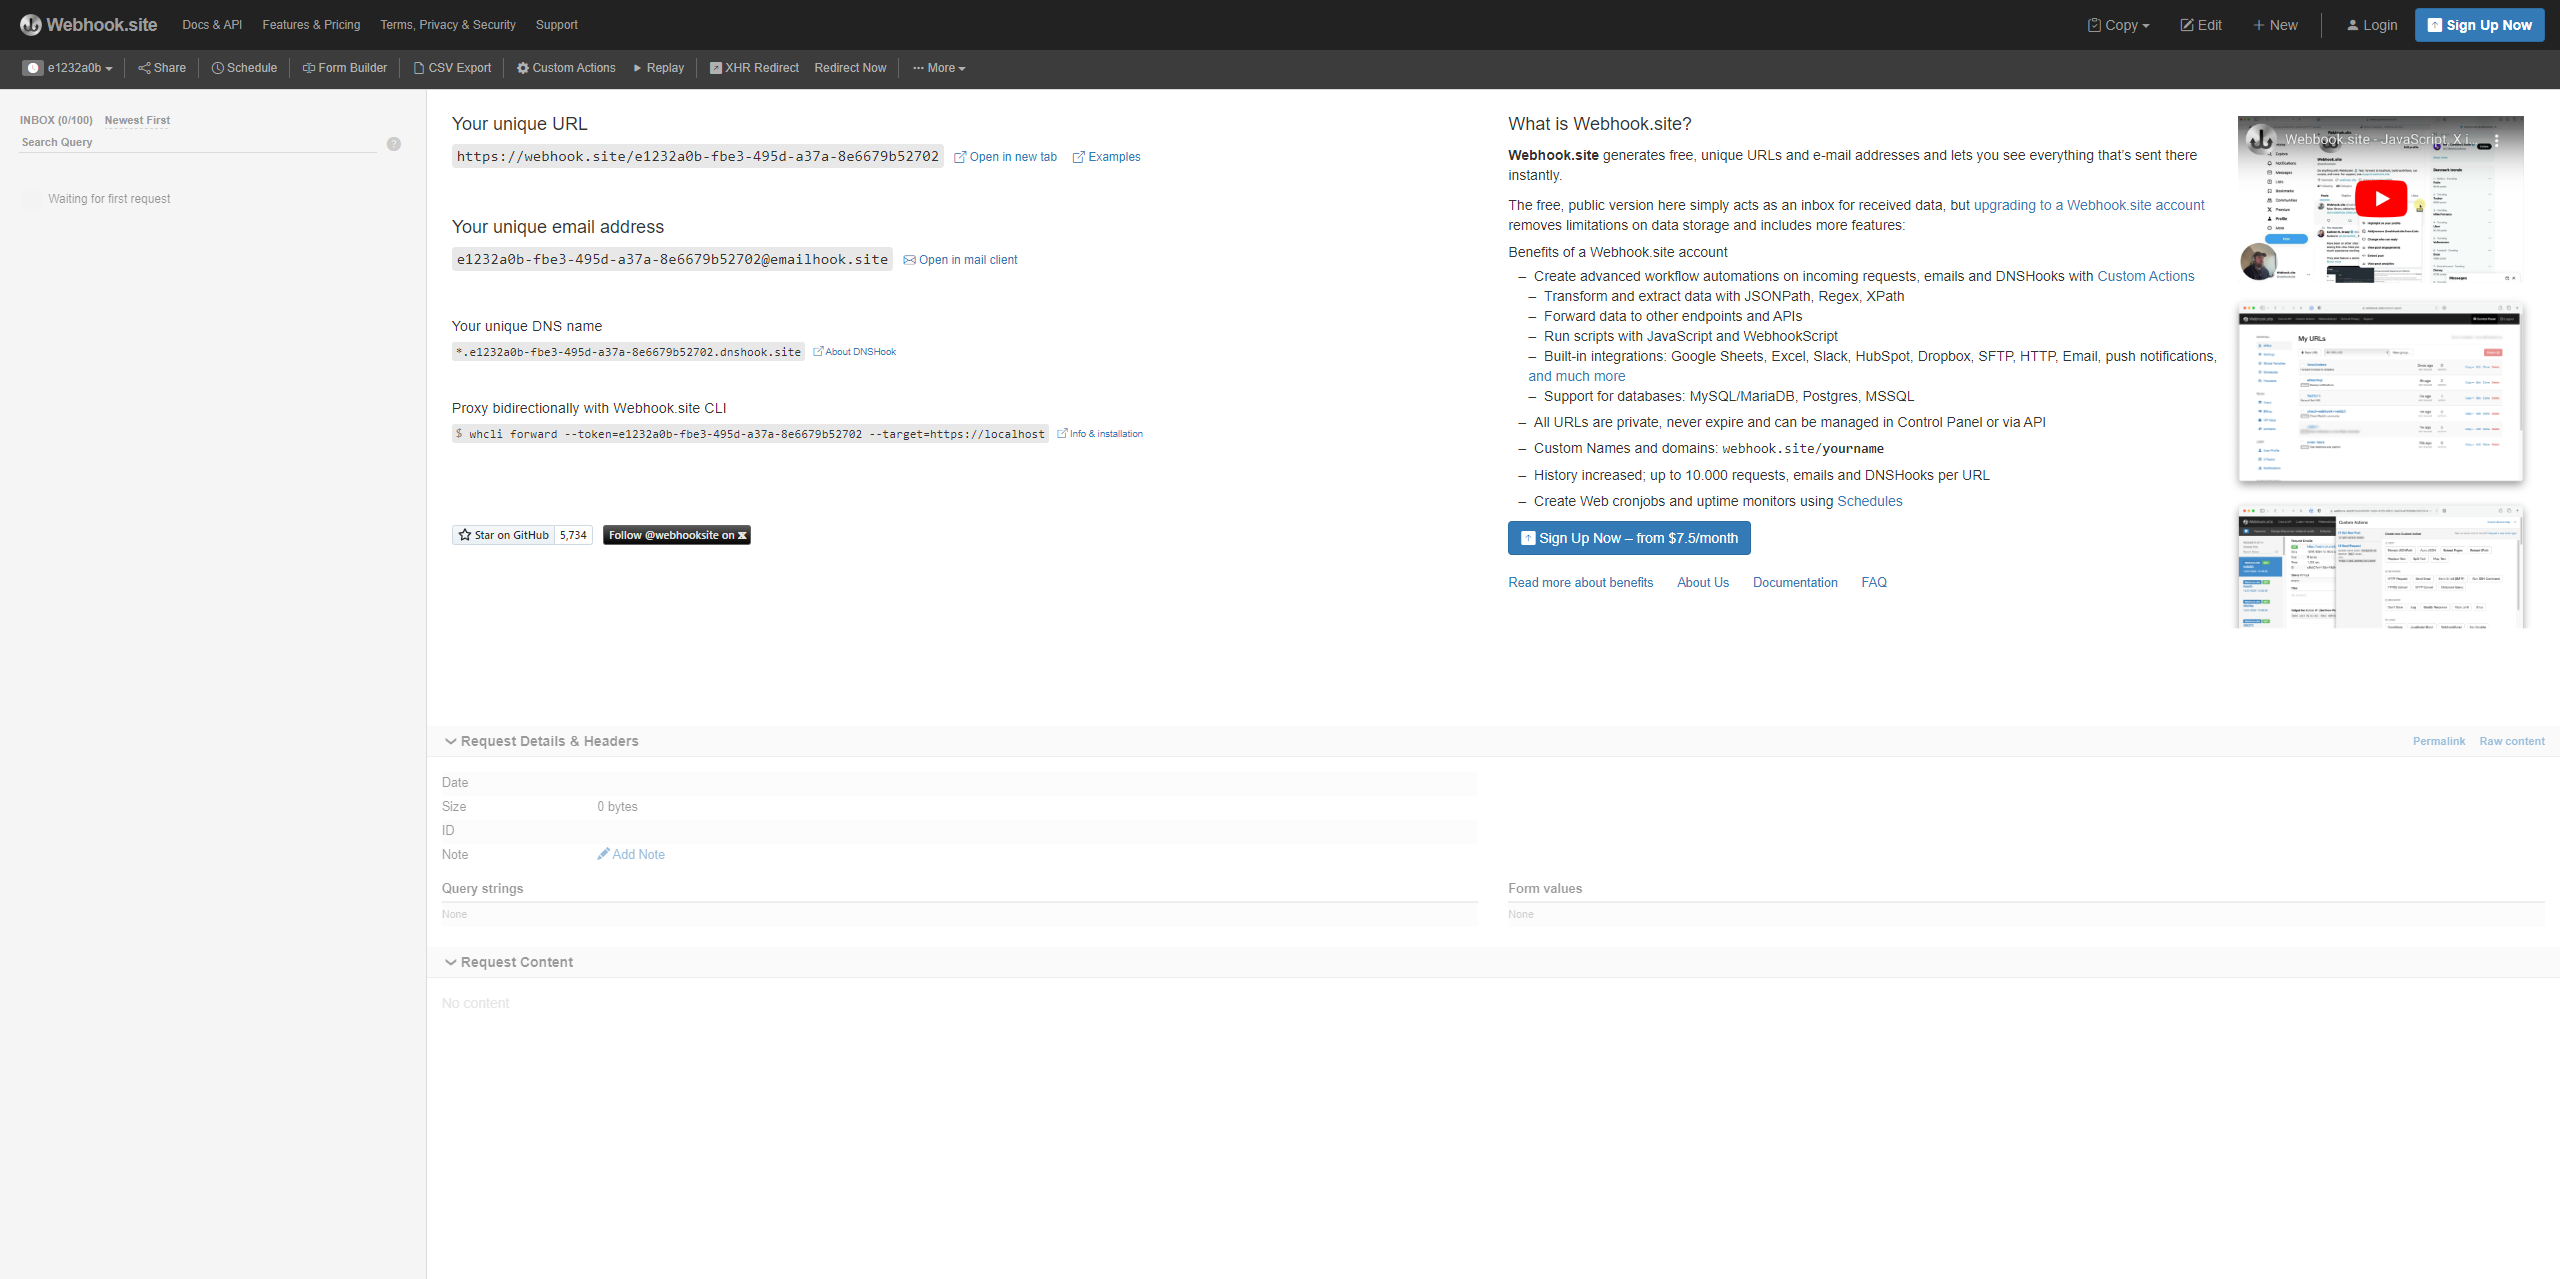 Webhook.site Docs & API Features & Pricing Terms, Privacy & Security Support Copy Edit New Login Sign Up Now
e1232a0b Share Schedule Form Builder CSV Export Custom Actions Replay XHR Redirect Redirect Now More
INBOX (0/100) Newest First
Search Query
?
Waiting for first request
Your unique URL
https://webhook.site/e1232a0b-fbe3-495d-a37a-8e6679b52702 Open in new tab Examples
Your unique email address
e1232a0b-fbe3-495d-a37a-8e6679b52702@emailhook.site Open in mail client
Your unique DNS name
*.e1232a0b-fbe3-495d-a37a-8e6679b52702.dnshook.site About DNSHook
Proxy bidirectionally with Webhook.site CLI
$ whcli forward --token=e1232a0b-fbe3-495d-a37a-8e6679b52702 --target=https://localhost Info & installation
Star on GitHub 5,734 Follow @webhooksite on X
What is Webhook.site?
Webhook.site generates free, unique URLs and e-mail addresses and lets you see everything that's sent there
instantly.
The free, public version here simply acts as an inbox for received data, but upgrading to a Webhook.site account
removes limitations on data storage and includes more features:
Benefits of a Webhook.site account
– Create advanced workflow automations on incoming requests, emails and DNSHooks with Custom Actions
– Transform and extract data with JSONPath, Regex, XPath
– Forward data to other endpoints and APIs
– Run scripts with JavaScript and WebhookScript
– Built-in integrations: Google Sheets, Excel, Slack, HubSpot, Dropbox, SFTP, HTTP, Email, push notifications,
and much more
– Support for databases: MySQL/MariaDB, Postgres, MSSQL
– All URLs are private, never expire and can be managed in Control Panel or via API
– Custom Names and domains: webhook.site/yourname
– History increased; up to 10.000 requests, emails and DNSHooks per URL
– Create Web cronjobs and uptime monitors using Schedules
Sign Up Now – from $7.5/month
Read more about benefits About Us Documentation FAQ
Webhook.site - JavaScript, X i...
My URLs
Custom Actions
Request Details & Headers Permalink Raw content
Date
Size 0 bytes
ID
Note Add Note
Query strings Form values
None None
Request Content
No content